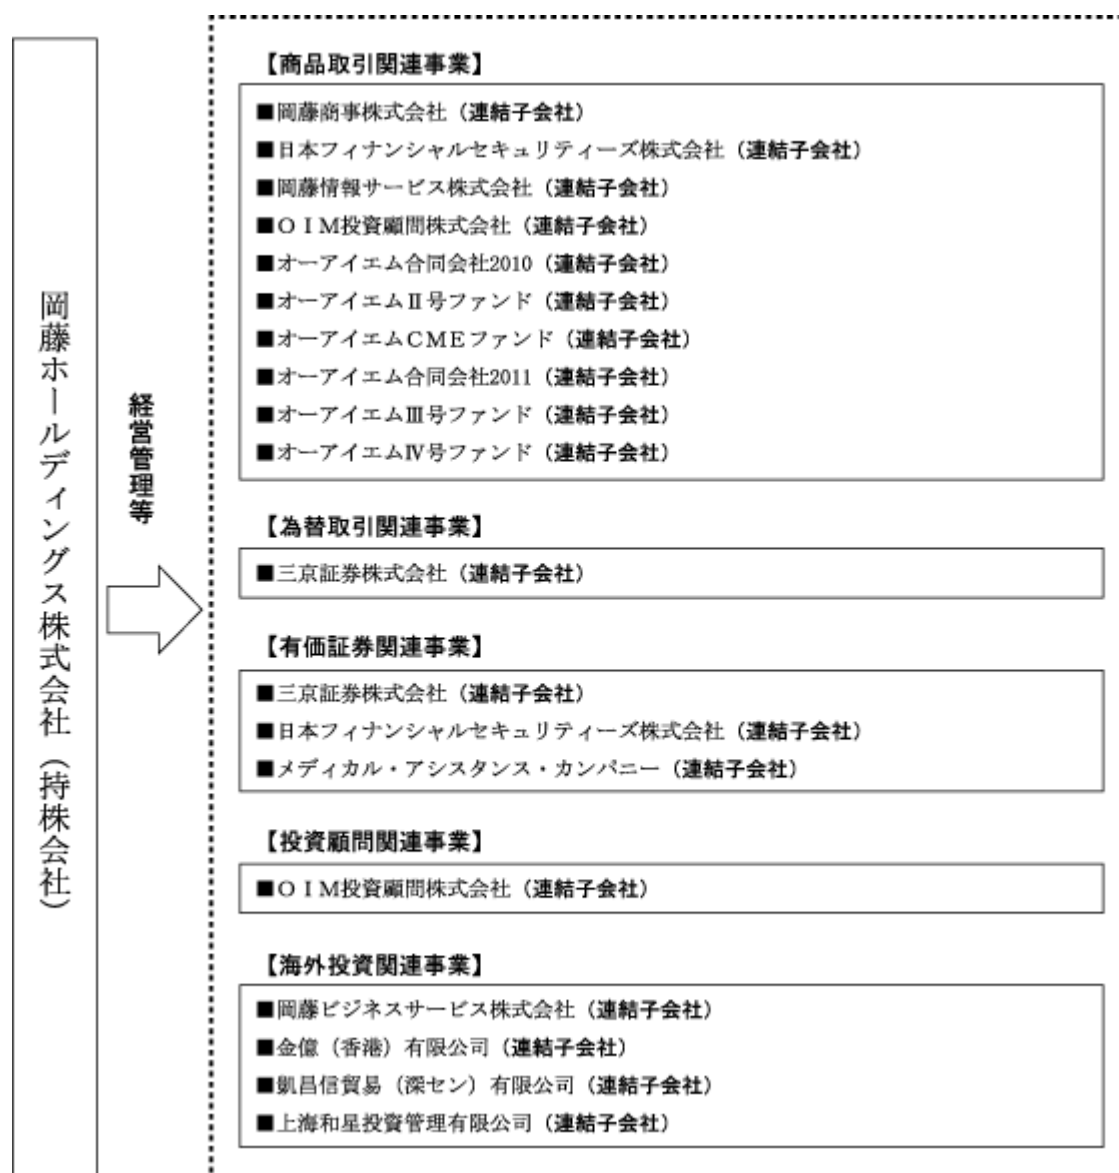 岡藤ホールディングス株式会社（持株会社）
経営管理等
【商品取引関連事業】
■岡藤商事株式会社（連結子会社）
■日本フィナンシャルセキュリティーズ株式会社（連結子会社）
■岡藤情報サービス株式会社（連結子会社）
■ＯＩＭ投資顧問株式会社（連結子会社）
■オーアイエム合同会社2010（連結子会社）
■オーアイエムⅡ号ファンド（連結子会社）
■オーアイエムＣＭＥファンド（連結子会社）
■オーアイエム合同会社2011（連結子会社）
■オーアイエムⅢ号ファンド（連結子会社）
■オーアイエムⅣ号ファンド（連結子会社）
【為替取引関連事業】
■三京証券株式会社（連結子会社）
【有価証券関連事業】
■三京証券株式会社（連結子会社）
■日本フィナンシャルセキュリティーズ株式会社（連結子会社）
■メディカル・アシスタンス・カンパニー（連結子会社）
【投資顧問関連事業】
■ＯＩＭ投資顧問株式会社（連結子会社）
【海外投資関連事業】
■岡藤ビジネスサービス株式会社（連結子会社）
■金億（香港）有限公司（連結子会社）
■昌信貿易（深セン）有限公司（連結子会社）
■上海和星投資管理有限公司（連結子会社）